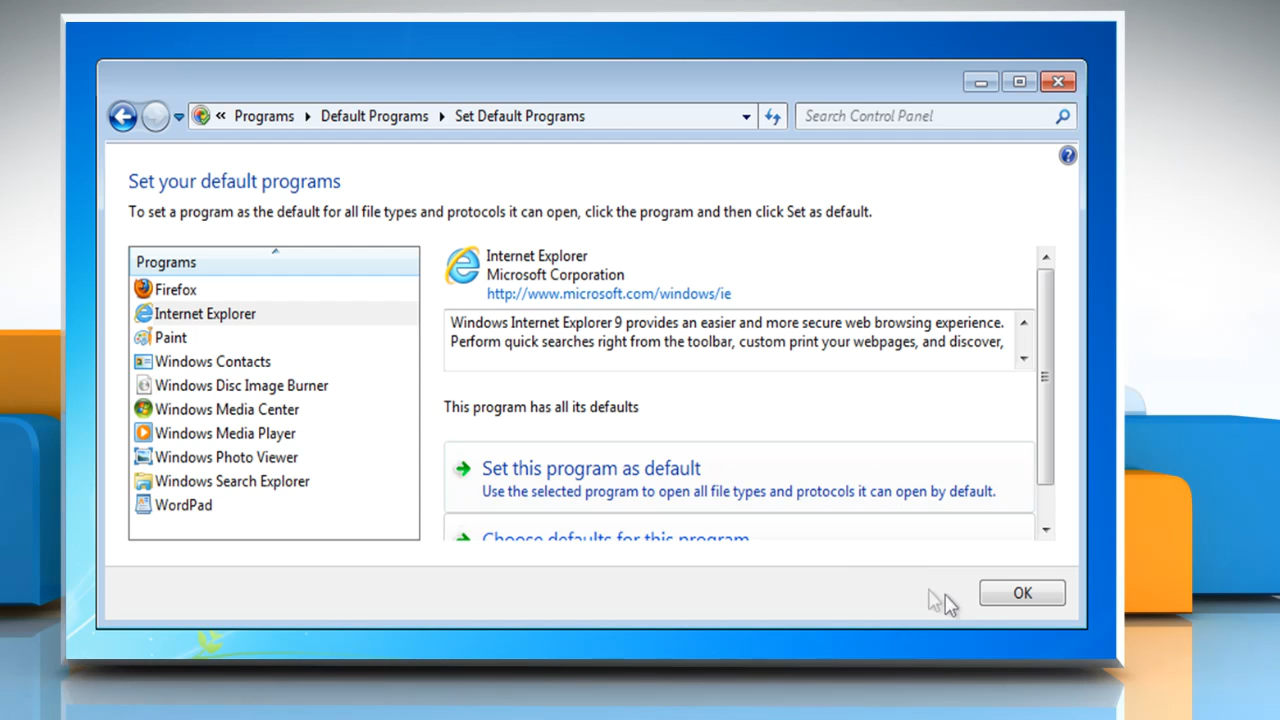 « Programs Default Programs Set Default Programs
Search Control Panel
Set your default programs
To set a program as the default for all file types and protocols it can open, click the program and then click Set as default.
Programs
Firefox
Internet Explorer
Paint
Windows Contacts
Windows Disc Image Burner
Windows Media Center
Windows Media Player
Windows Photo Viewer
Windows Search Explorer
WordPad
Internet Explorer
Microsoft Corporation
http://www.microsoft.com/windows/ie
Windows Internet Explorer 9 provides an easier and more secure web browsing experience.
Perform quick searches right from the toolbar, custom print your webpages, and discover,
This program has all its defaults
Set this program as default
Use the selected program to open all file types and protocols it can open by default.
Choose defaults for this program
OK